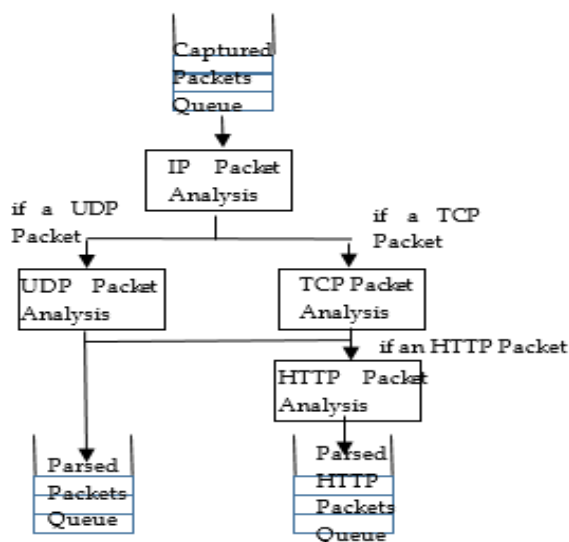 Captured
Packets
Queue
IP Packet
Analysis
if a UDP
Packet
if a TCP
Packet
UDP Packet
Analysis
TCP Packet
Analysis
if an HTTP Packet
HTTP Packet
Analysis
Parsed
Packets
Queue
Parsed
HTTP
Packets
Queue